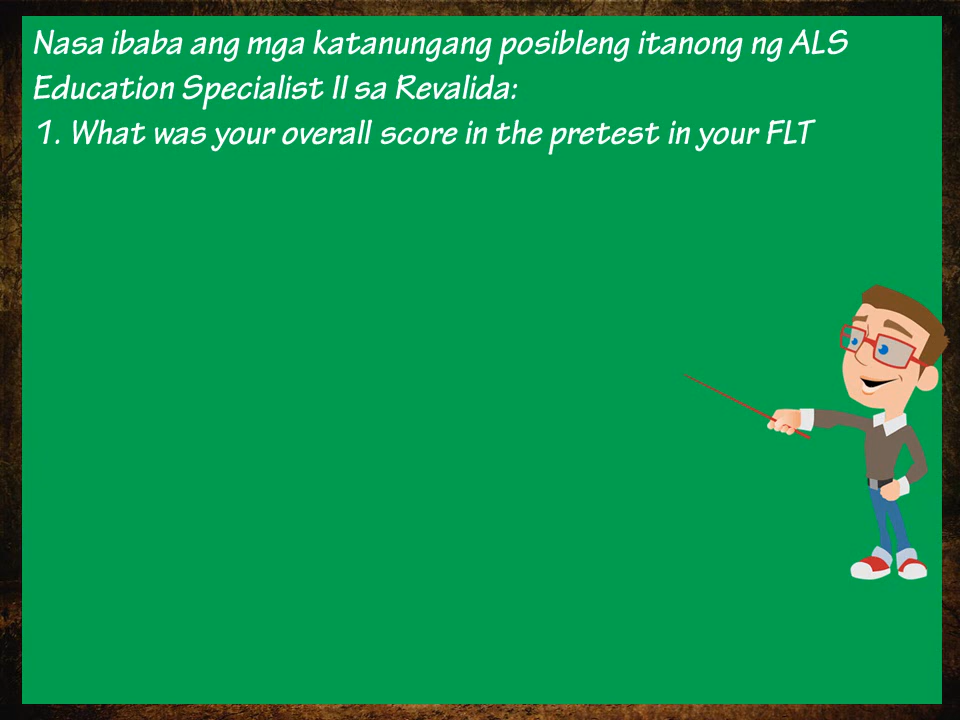 Nasa ibaba ang mga katanungang posibleng itanong ng ALS
Education Specialist II sa Revalida:
1. What was your overall score in the pretest in your FLT